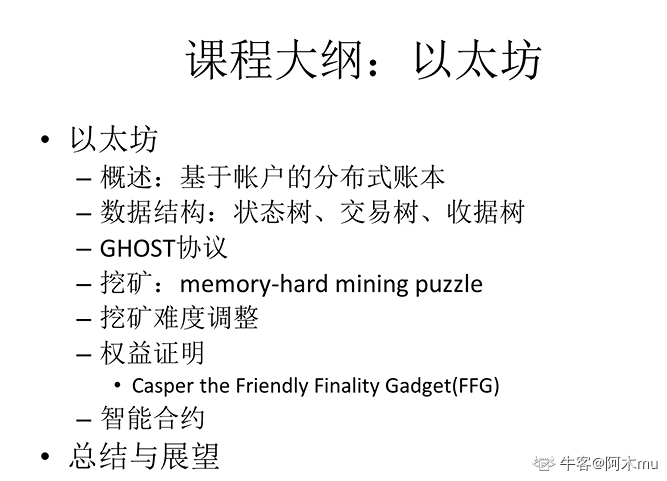 课程大纲：以太坊
• 以太坊
– 概述：基于帐户的分布式账本
– 数据结构：状态树、交易树、收据树
– GHOST协议
– 挖矿：memory-hard mining puzzle
– 挖矿难度调整
– 权益证明
• Casper the Friendly Finality Gadget(FFG)
– 智能合约
• 总结与展望
牛客@阿木mu